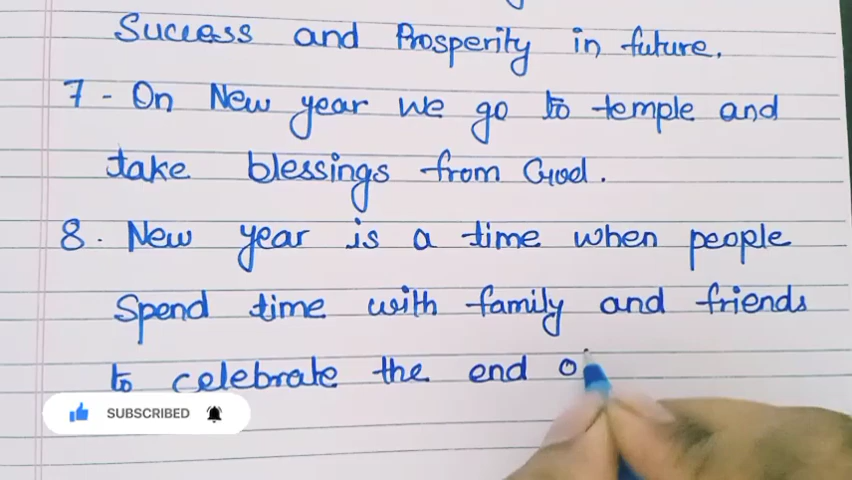 Success and Prosperity in future.
7 - On New year we go to temple and
take blessings from God.
8. New year is a time when people
Spend time with family and friends
to celebrate the end o
SUBSCRIBED